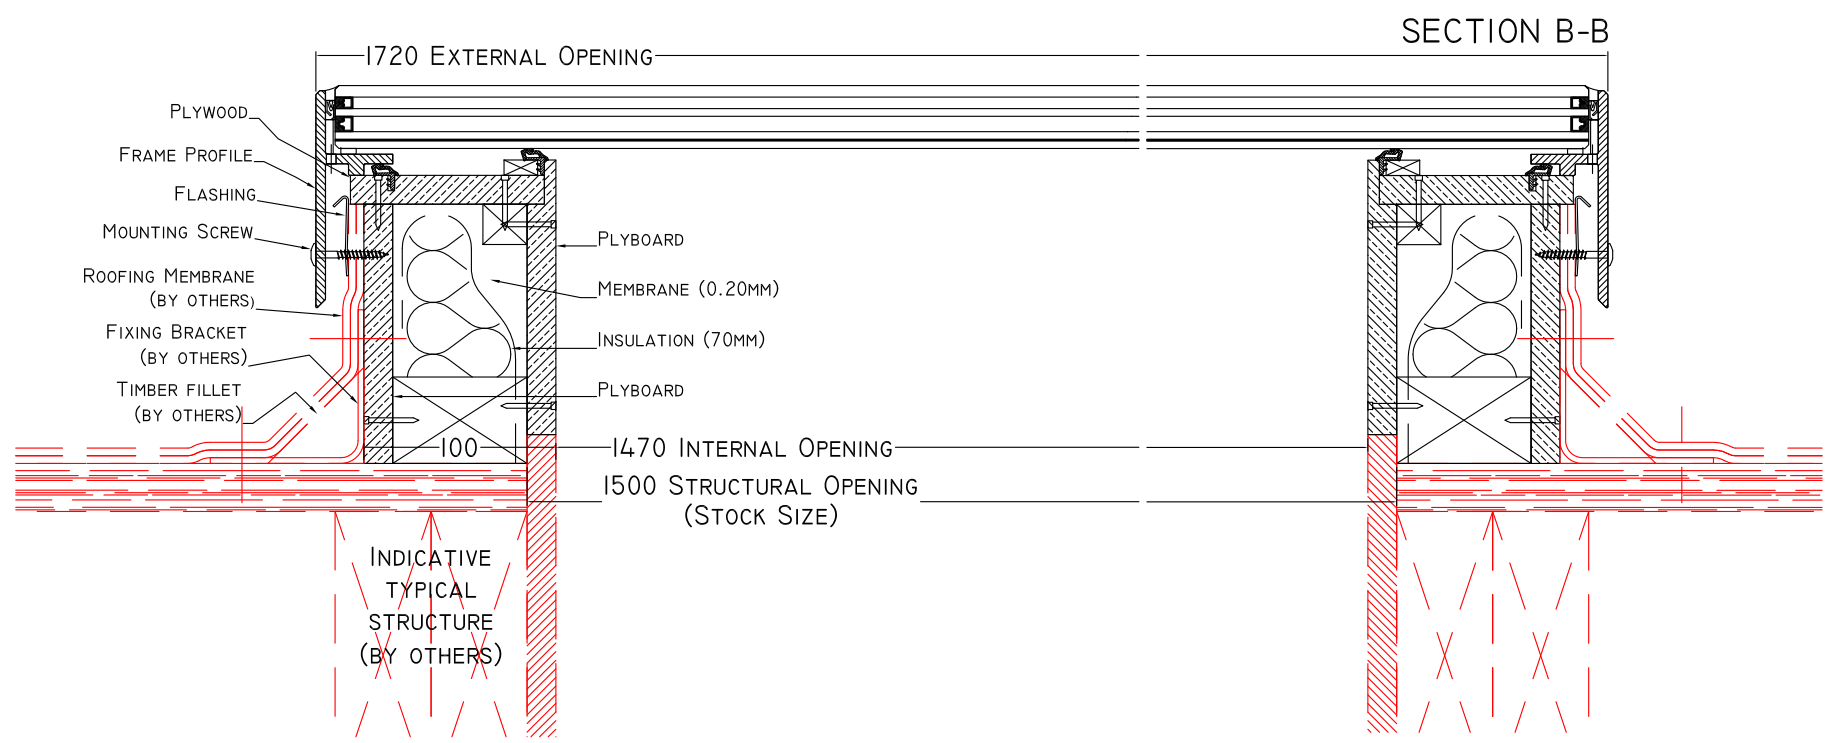 SECTION B-B
1720 EXTERNAL OPENING
PLYWOOD
FRAME PROFILE
FLASHING
MOUNTING SCREW
ROOFING MEMBRANE
(BY OTHERS)
FIXING BRACKET
(BY OTHERS)
TIMBER FILLET
(BY OTHERS)
PLYBOARD
MEMBRANE (0.20MM)
INSULATION (70MM)
PLYBOARD
100
1470 INTERNAL OPENING
1500 STRUCTURAL OPENING
(STOCK SIZE)
INDICATIVE
TYPICAL
STRUCTURE
(BY OTHERS)